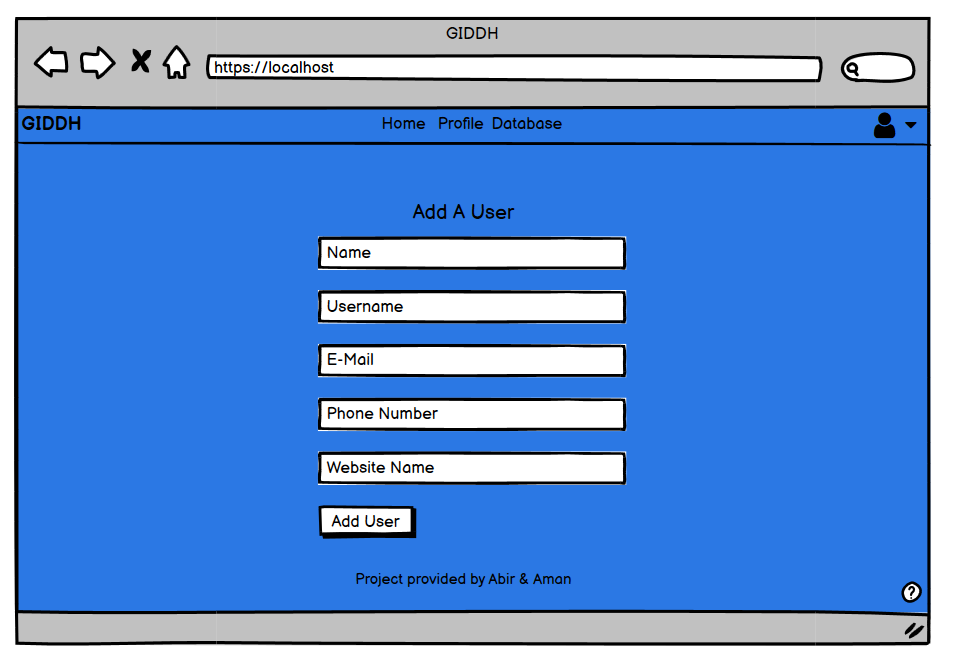 GIDDH
https://localhost
GIDDH Home Profile Database
Add A User
Name
Username
E-Mail
Phone Number
Website Name
Add User
Project provided by Abir & Aman
?